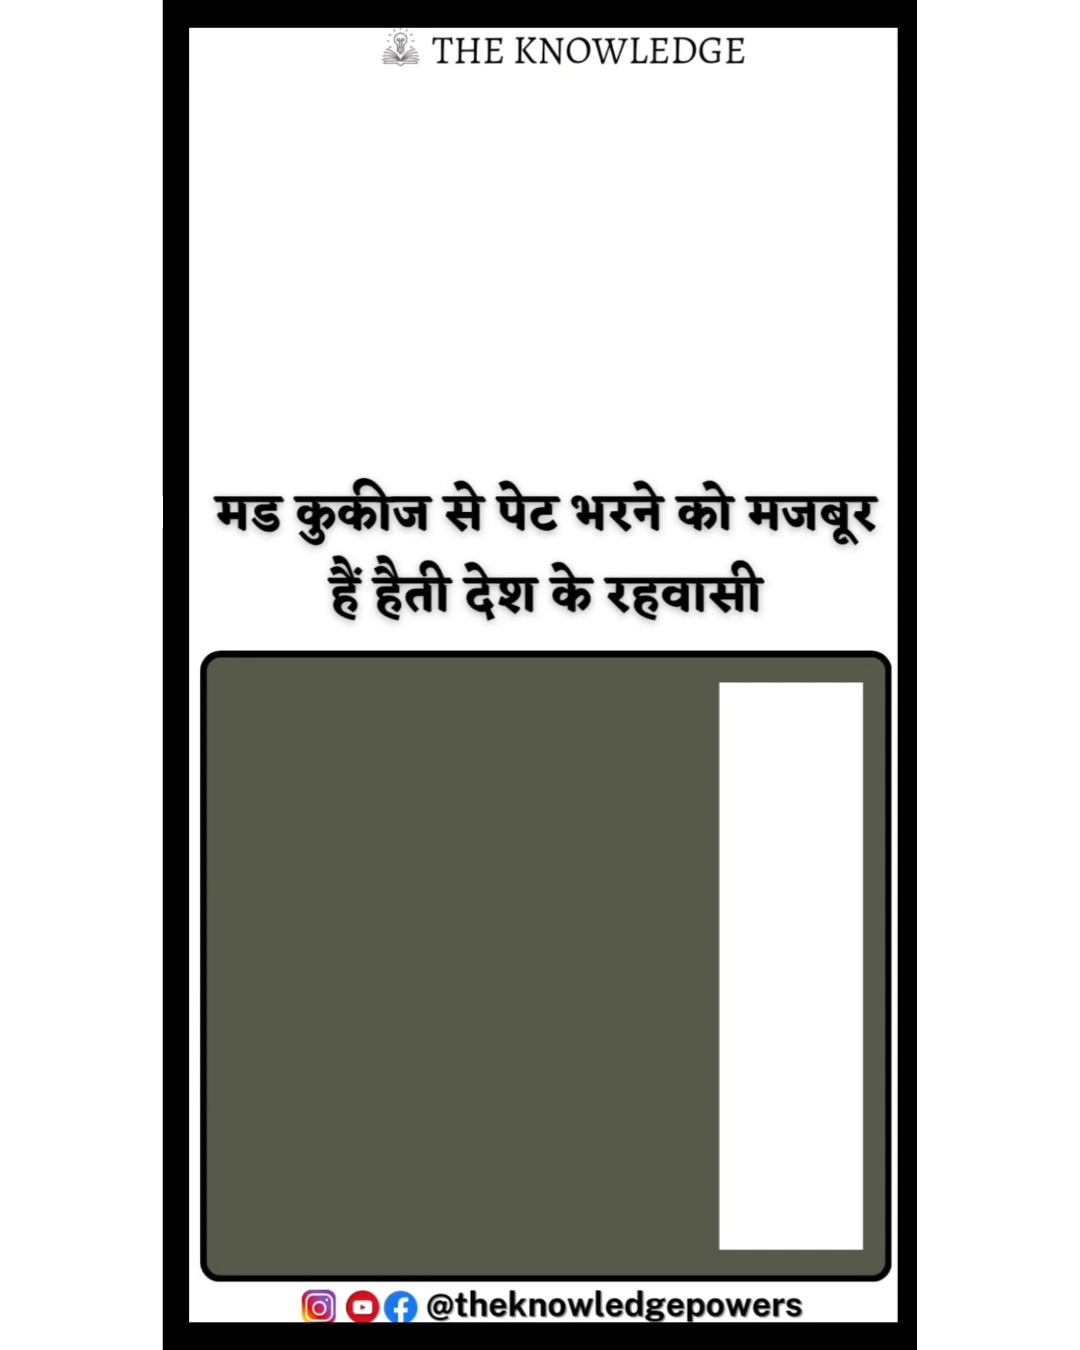 THE KNOWLEDGE
मड कुकीज से पेट भरने को मजबूर
हैं हैती देश के रहवासी
@theknowledgepowers